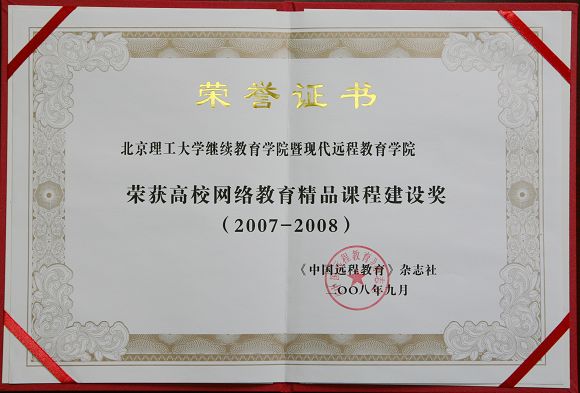 荣誉证书
北京理工大学继续教育学院暨现代远程教育学院
荣获高校网络教育精品课程建设奖
（2007-2008）
《中国远程教育》杂志社
二〇〇八年九月